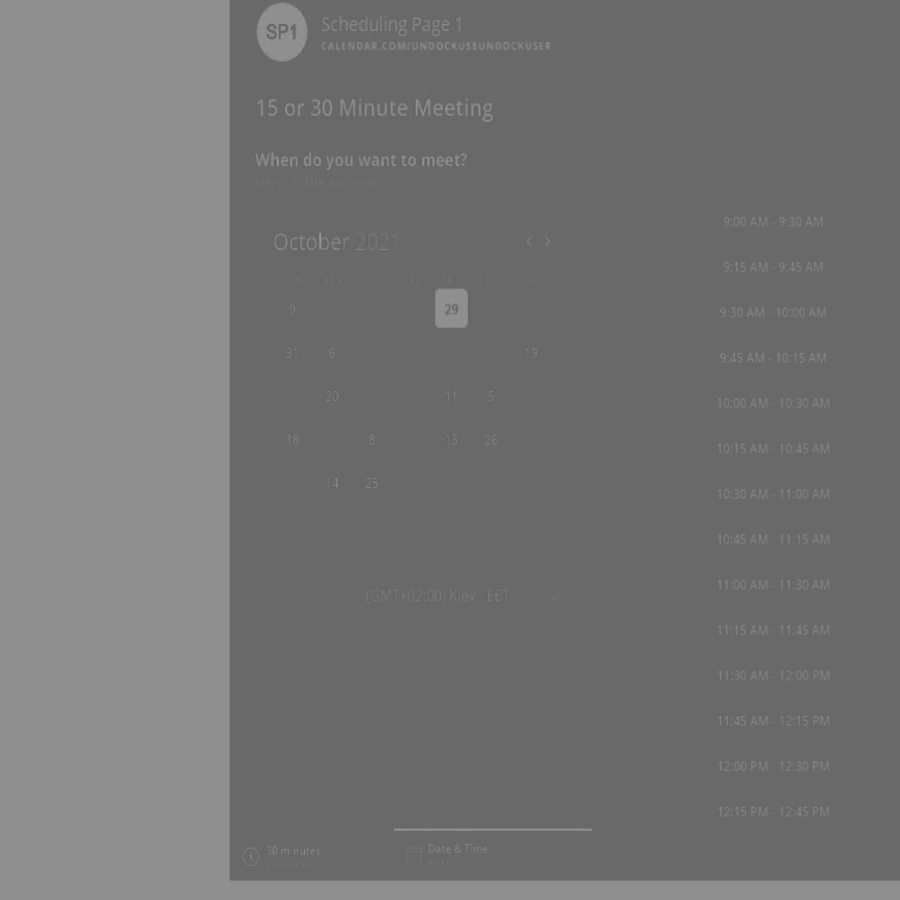 SP1
Scheduling Page 1
CALENDAR.COM/UNDOCKUSEUNDOCKUSER
15 or 30 Minute Meeting
When do you want to meet?
Select a date and time
October 2021
9 29
31 6 19
20 11 5
18 8 13 26
14 25
(GMT+02:00) Kiev - EET
9:00 AM - 9:30 AM
9:15 AM - 9:45 AM
9:30 AM - 10:00 AM
9:45 AM - 10:15 AM
10:00 AM - 10:30 AM
10:15 AM - 10:45 AM
10:30 AM - 11:00 AM
10:45 AM - 11:15 AM
11:00 AM - 11:30 AM
11:15 AM - 11:45 AM
11:30 AM - 12:00 PM
11:45 AM - 12:15 PM
12:00 PM - 12:30 PM
12:15 PM - 12:45 PM
30 minutes
Date & Time